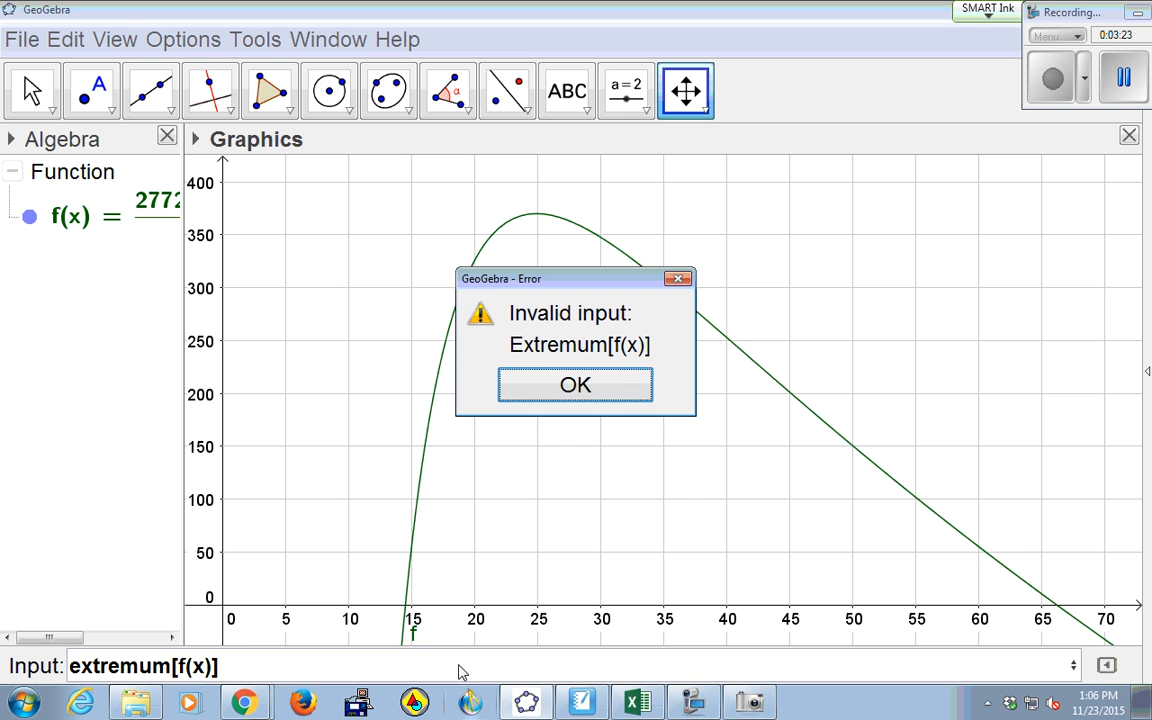 GeoGebra
SMART Ink
Recording...
File Edit View Options Tools Window Help
Menu
0:03:23
A
α
ABC
a=2
Algebra
Graphics
Function
f(x) =
2772
400
350
300
250
200
150
100
50
0
0 5 10 15 20 25 30 35 40 45 50 55 60 65 70
f
GeoGebra - Error
Invalid input:
Extremum[f(x)]
OK
Input: extremum[f(x)]
1:06 PM
11/23/2015